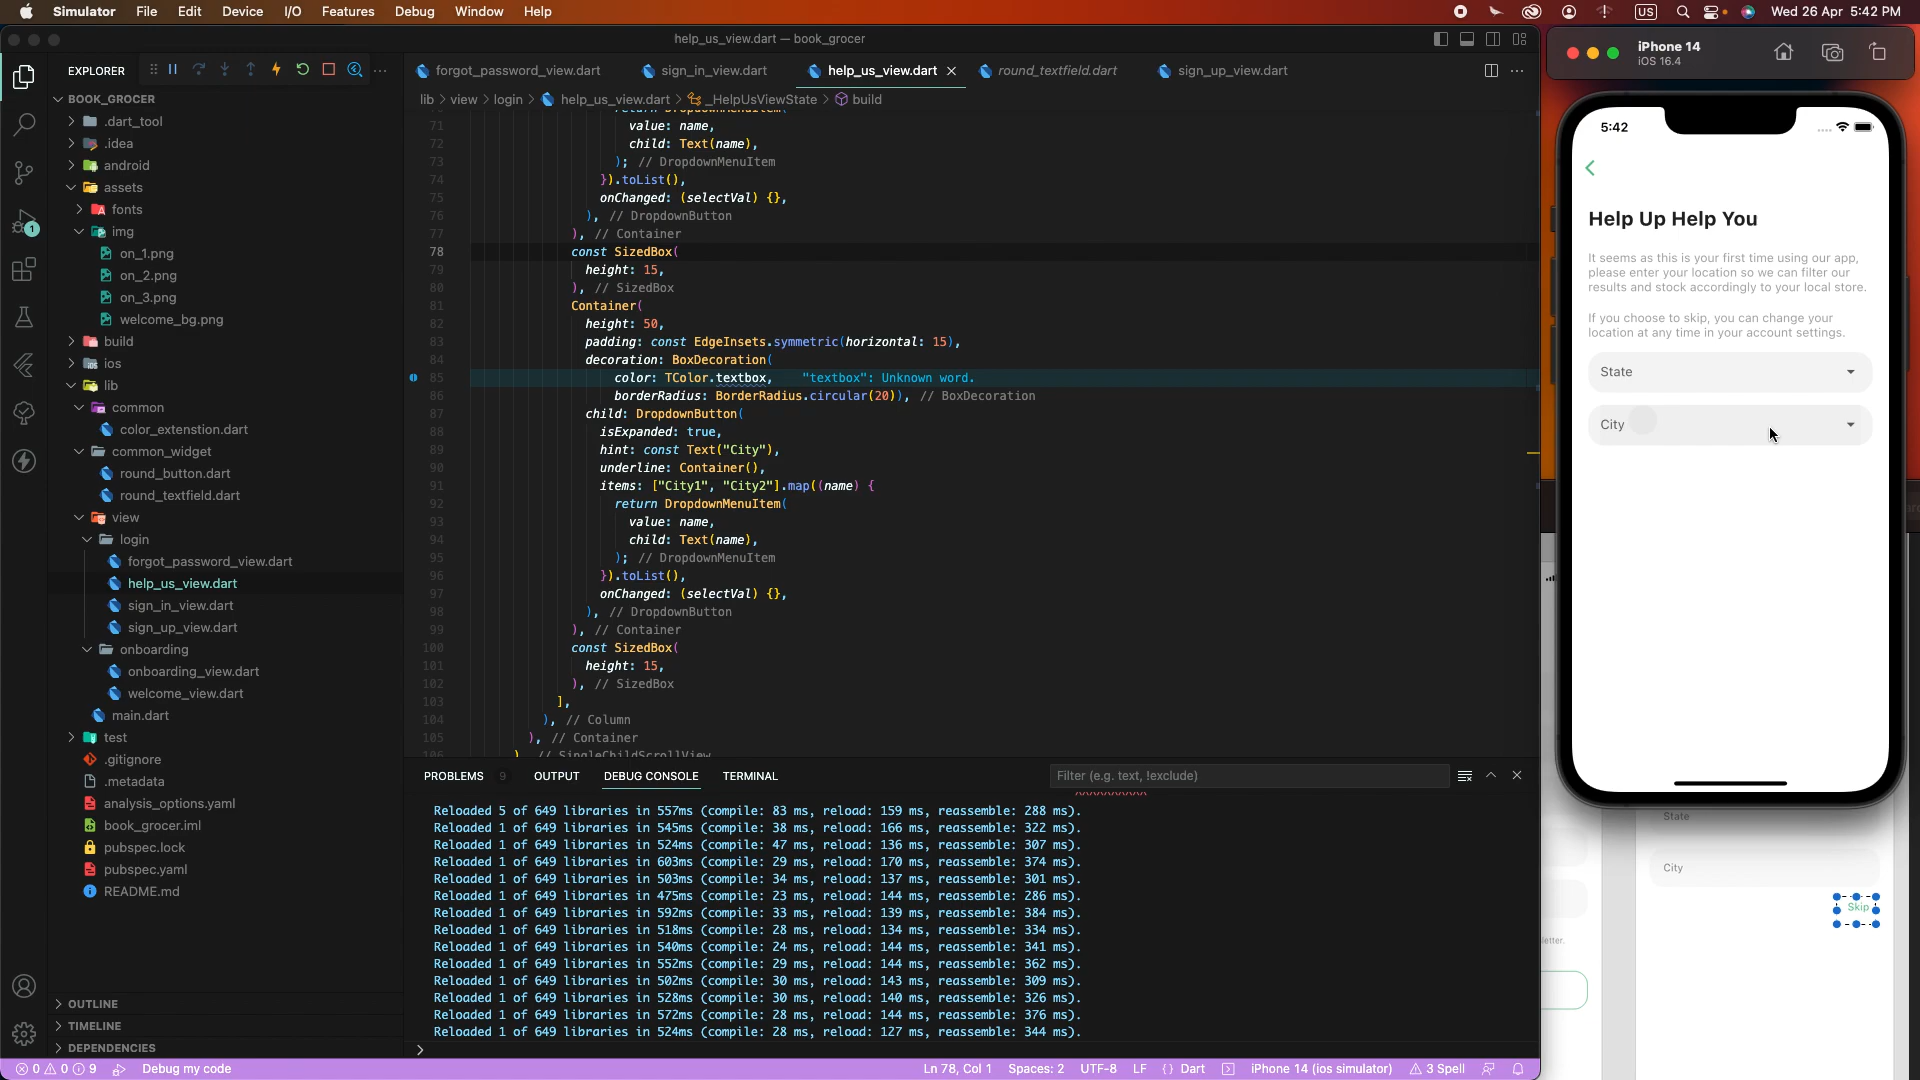 Simulator File Edit Device I/O Features Debug Window Help
US Wed 26 Apr 5:42 PM
help_us_view.dart — book_grocer
EXPLORER
forgot_password_view.dart sign_in_view.dart help_us_view.dart round_textfield.dart sign_up_view.dart
lib > view > login > help_us_view.dart > _HelpUsViewState > build
BOOK_GROCER
.dart_tool
.idea
android
assets
fonts
img
on_1.png
on_2.png
on_3.png
welcome_bg.png
build
ios
lib
common
color_extenstion.dart
common_widget
round_button.dart
round_textfield.dart
view
login
forgot_password_view.dart
help_us_view.dart
sign_in_view.dart
sign_up_view.dart
onboarding
onboarding_view.dart
welcome_view.dart
main.dart
test
.gitignore
.metadata
analysis_options.yaml
book_grocer.iml
pubspec.lock
pubspec.yaml
README.md
OUTLINE
TIMELINE
DEPENDENCIES
1
return DropdownMenuItem(
71 value: name,
72 child: Text(name),
73 ); // DropdownMenuItem
74 }).toList(),
75 onChanged: (selectVal) {},
76 ), // DropdownButton
77 ), // Container
78 const SizedBox(
79 height: 15,
80 ), // SizedBox
81 Container(
82 height: 50,
83 padding: const EdgeInsets.symmetric(horizontal: 15),
84 decoration: BoxDecoration(
85 color: TColor.textbox, "textbox": Unknown word.
86 borderRadius: BorderRadius.circular(20)), // BoxDecoration
87 child: DropdownButton(
88 isExpanded: true,
89 hint: const Text("City"),
90 underline: Container(),
91 items: ["City1", "City2"].map((name) {
92 return DropdownMenuItem(
93 value: name,
94 child: Text(name),
95 ); // DropdownMenuItem
96 }).toList(),
97 onChanged: (selectVal) {},
98 ), // DropdownButton
99 ), // Container
100 const SizedBox(
101 height: 15,
102 ), // SizedBox
103 ],
104 ), // Column
105 ), // Container
106 ) // SingleChildScrollView
PROBLEMS 9 OUTPUT DEBUG CONSOLE TERMINAL
Filter (e.g. text, !exclude)
Reloaded 5 of 649 libraries in 557ms (compile: 83 ms, reload: 159 ms, reassemble: 288 ms).
Reloaded 1 of 649 libraries in 545ms (compile: 38 ms, reload: 166 ms, reassemble: 322 ms).
Reloaded 1 of 649 libraries in 524ms (compile: 47 ms, reload: 136 ms, reassemble: 307 ms).
Reloaded 1 of 649 libraries in 603ms (compile: 29 ms, reload: 170 ms, reassemble: 374 ms).
Reloaded 1 of 649 libraries in 503ms (compile: 34 ms, reload: 137 ms, reassemble: 301 ms).
Reloaded 1 of 649 libraries in 475ms (compile: 23 ms, reload: 144 ms, reassemble: 286 ms).
Reloaded 1 of 649 libraries in 592ms (compile: 33 ms, reload: 139 ms, reassemble: 384 ms).
Reloaded 1 of 649 libraries in 518ms (compile: 28 ms, reload: 134 ms, reassemble: 334 ms).
Reloaded 1 of 649 libraries in 540ms (compile: 24 ms, reload: 144 ms, reassemble: 341 ms).
Reloaded 1 of 649 libraries in 552ms (compile: 29 ms, reload: 144 ms, reassemble: 362 ms).
Reloaded 1 of 649 libraries in 502ms (compile: 30 ms, reload: 143 ms, reassemble: 309 ms).
Reloaded 1 of 649 libraries in 528ms (compile: 30 ms, reload: 140 ms, reassemble: 326 ms).
Reloaded 1 of 649 libraries in 572ms (compile: 28 ms, reload: 144 ms, reassemble: 376 ms).
Reloaded 1 of 649 libraries in 524ms (compile: 28 ms, reload: 127 ms, reassemble: 344 ms).
0 0 9 Debug my code Ln 78, Col 1 Spaces: 2 UTF-8 LF {} Dart iPhone 14 (ios simulator) 3 Spell
iPhone 14
iOS 16.4
5:42
Help Up Help You
It seems as this is your first time using our app,
please enter your location so we can filter our
results and stock accordingly to your local store.
If you choose to skip, you can change your
location at any time in your account settings.
State
City
State
City
Skip
letter.